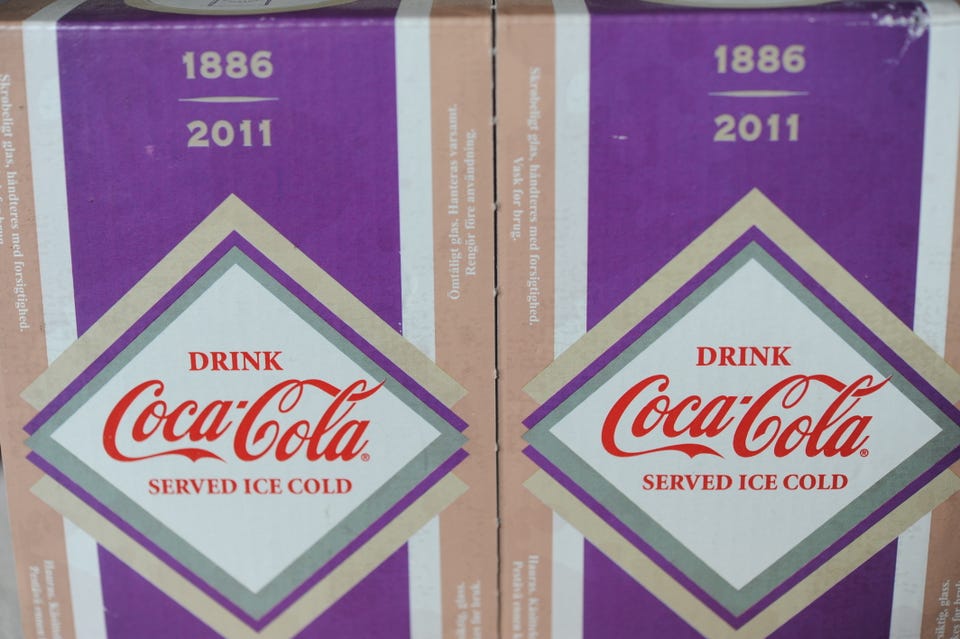 1886
2011
DRINK
Coca-Cola®
SERVED ICE COLD
Skrøbeligt glas, håndteres med forsigtighed.
Ömtåligt glas. Hanteras varsamt.
Rengör före användning.
1886
2011
DRINK
Coca-Cola®
SERVED ICE COLD
Skrøbeligt glas, håndteres med forsigtighed.
Vask før brug.